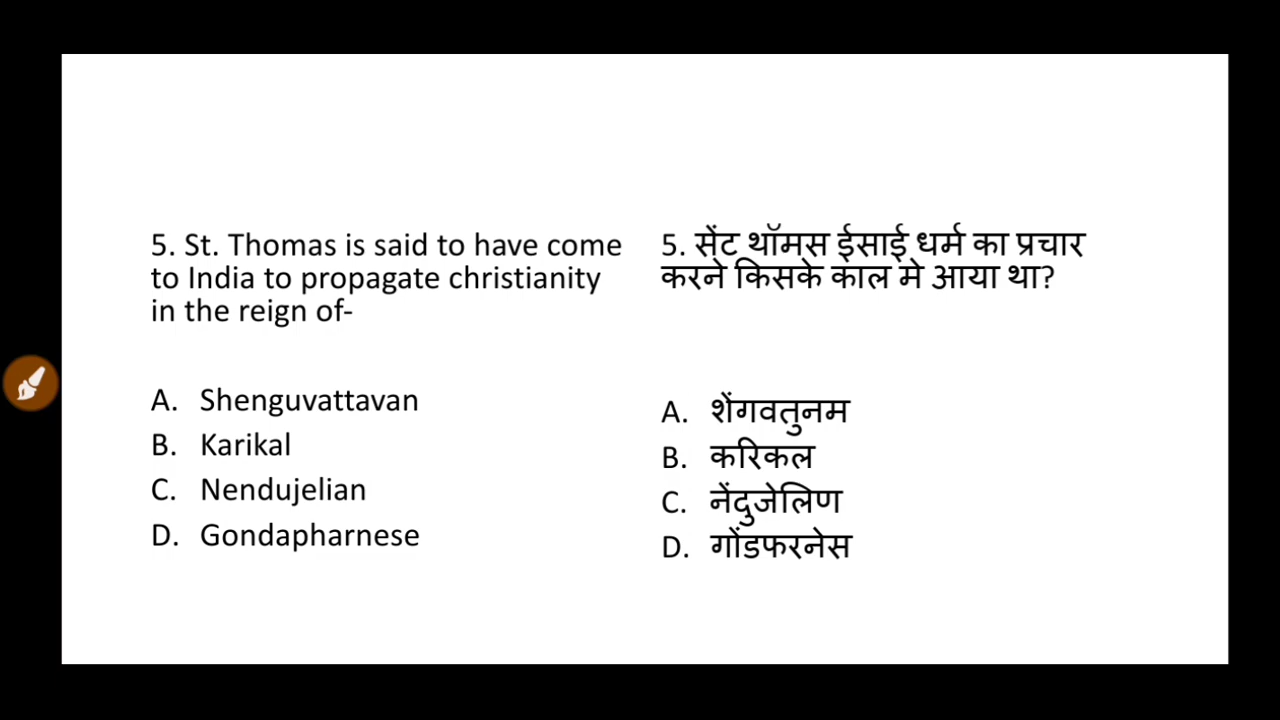 5. St. Thomas is said to have come
to India to propagate christianity
in the reign of-
A. Shenguvattavan
B. Karikal
C. Nendujelian
D. Gondapharnese
5. सेंट थॉमस ईसाई धर्म का प्रचार
करने किसके काल मे आया था?
A. शेंगवतुनम
B. करिकल
C. नेंदुजेलिण
D. गोंडफरनेस